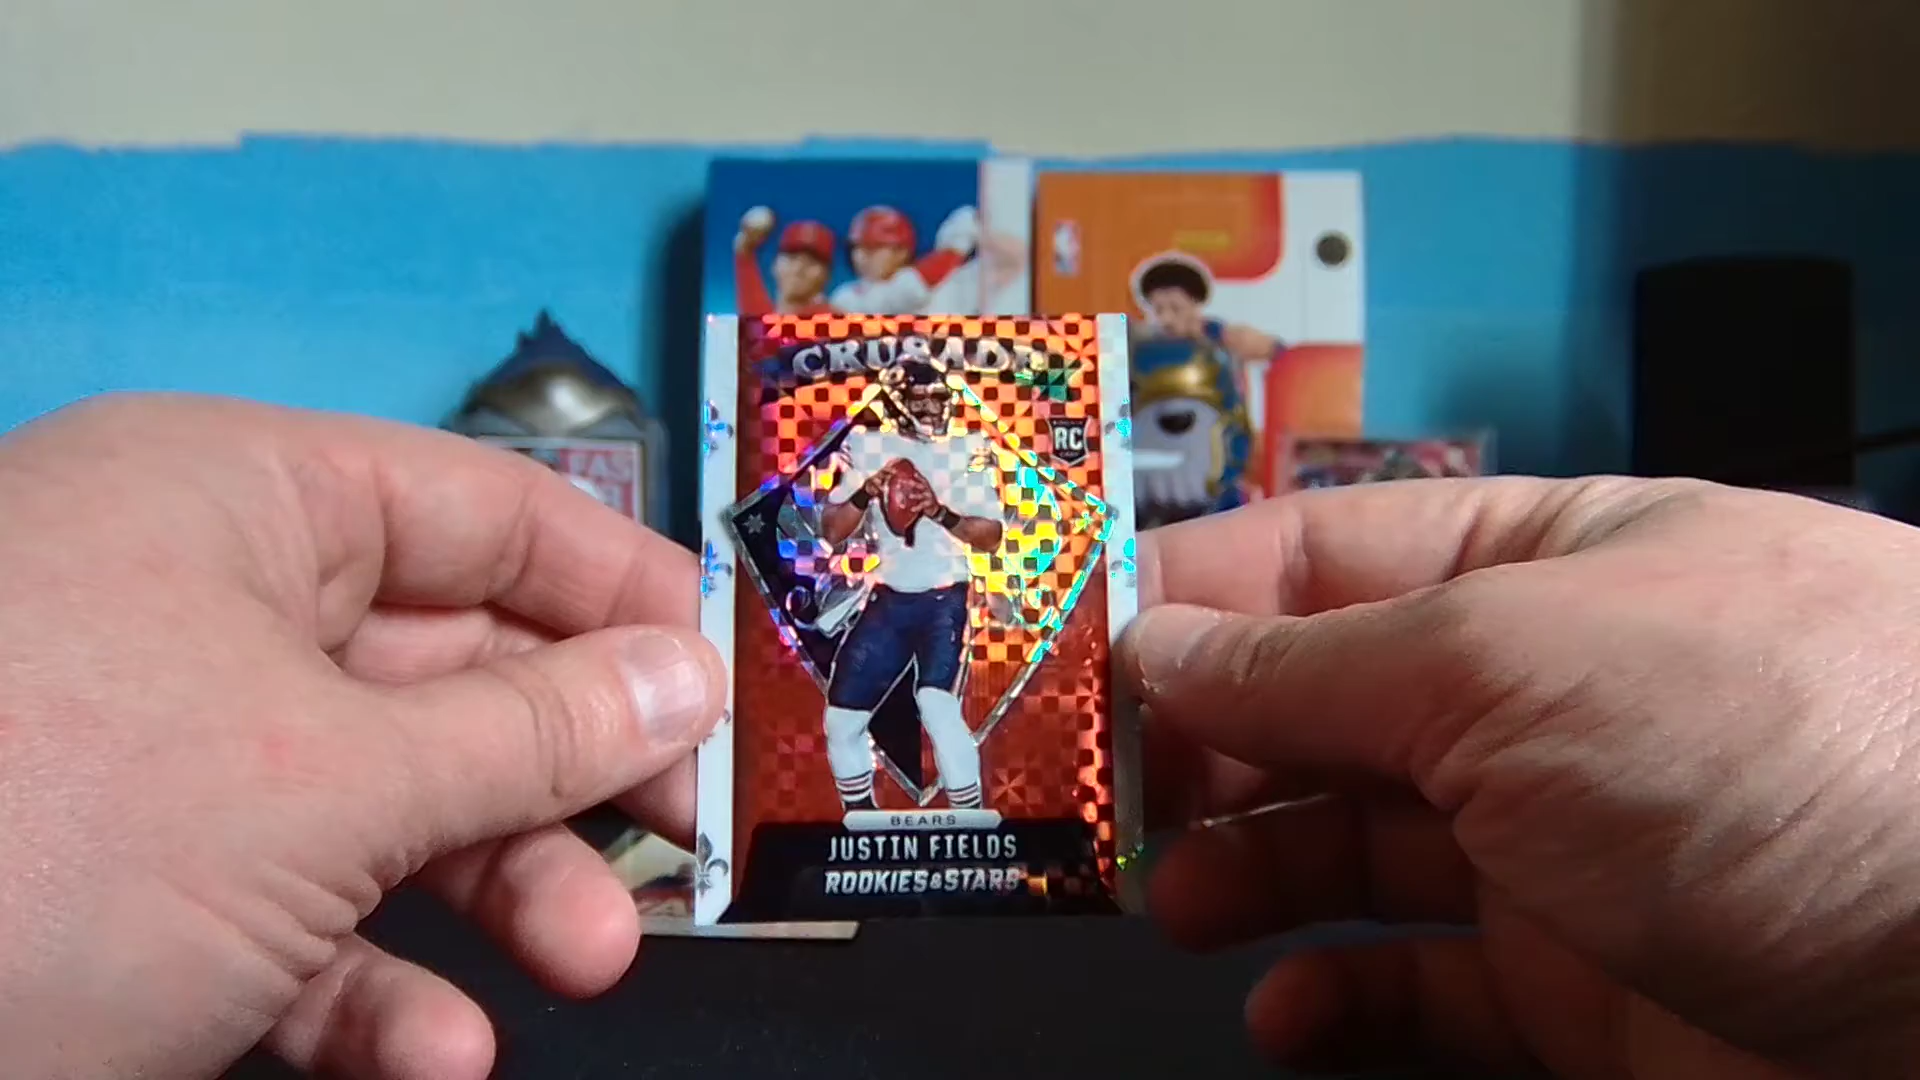 CRUSADE
RC
BEARS
JUSTIN FIELDS
ROOKIES & STARS